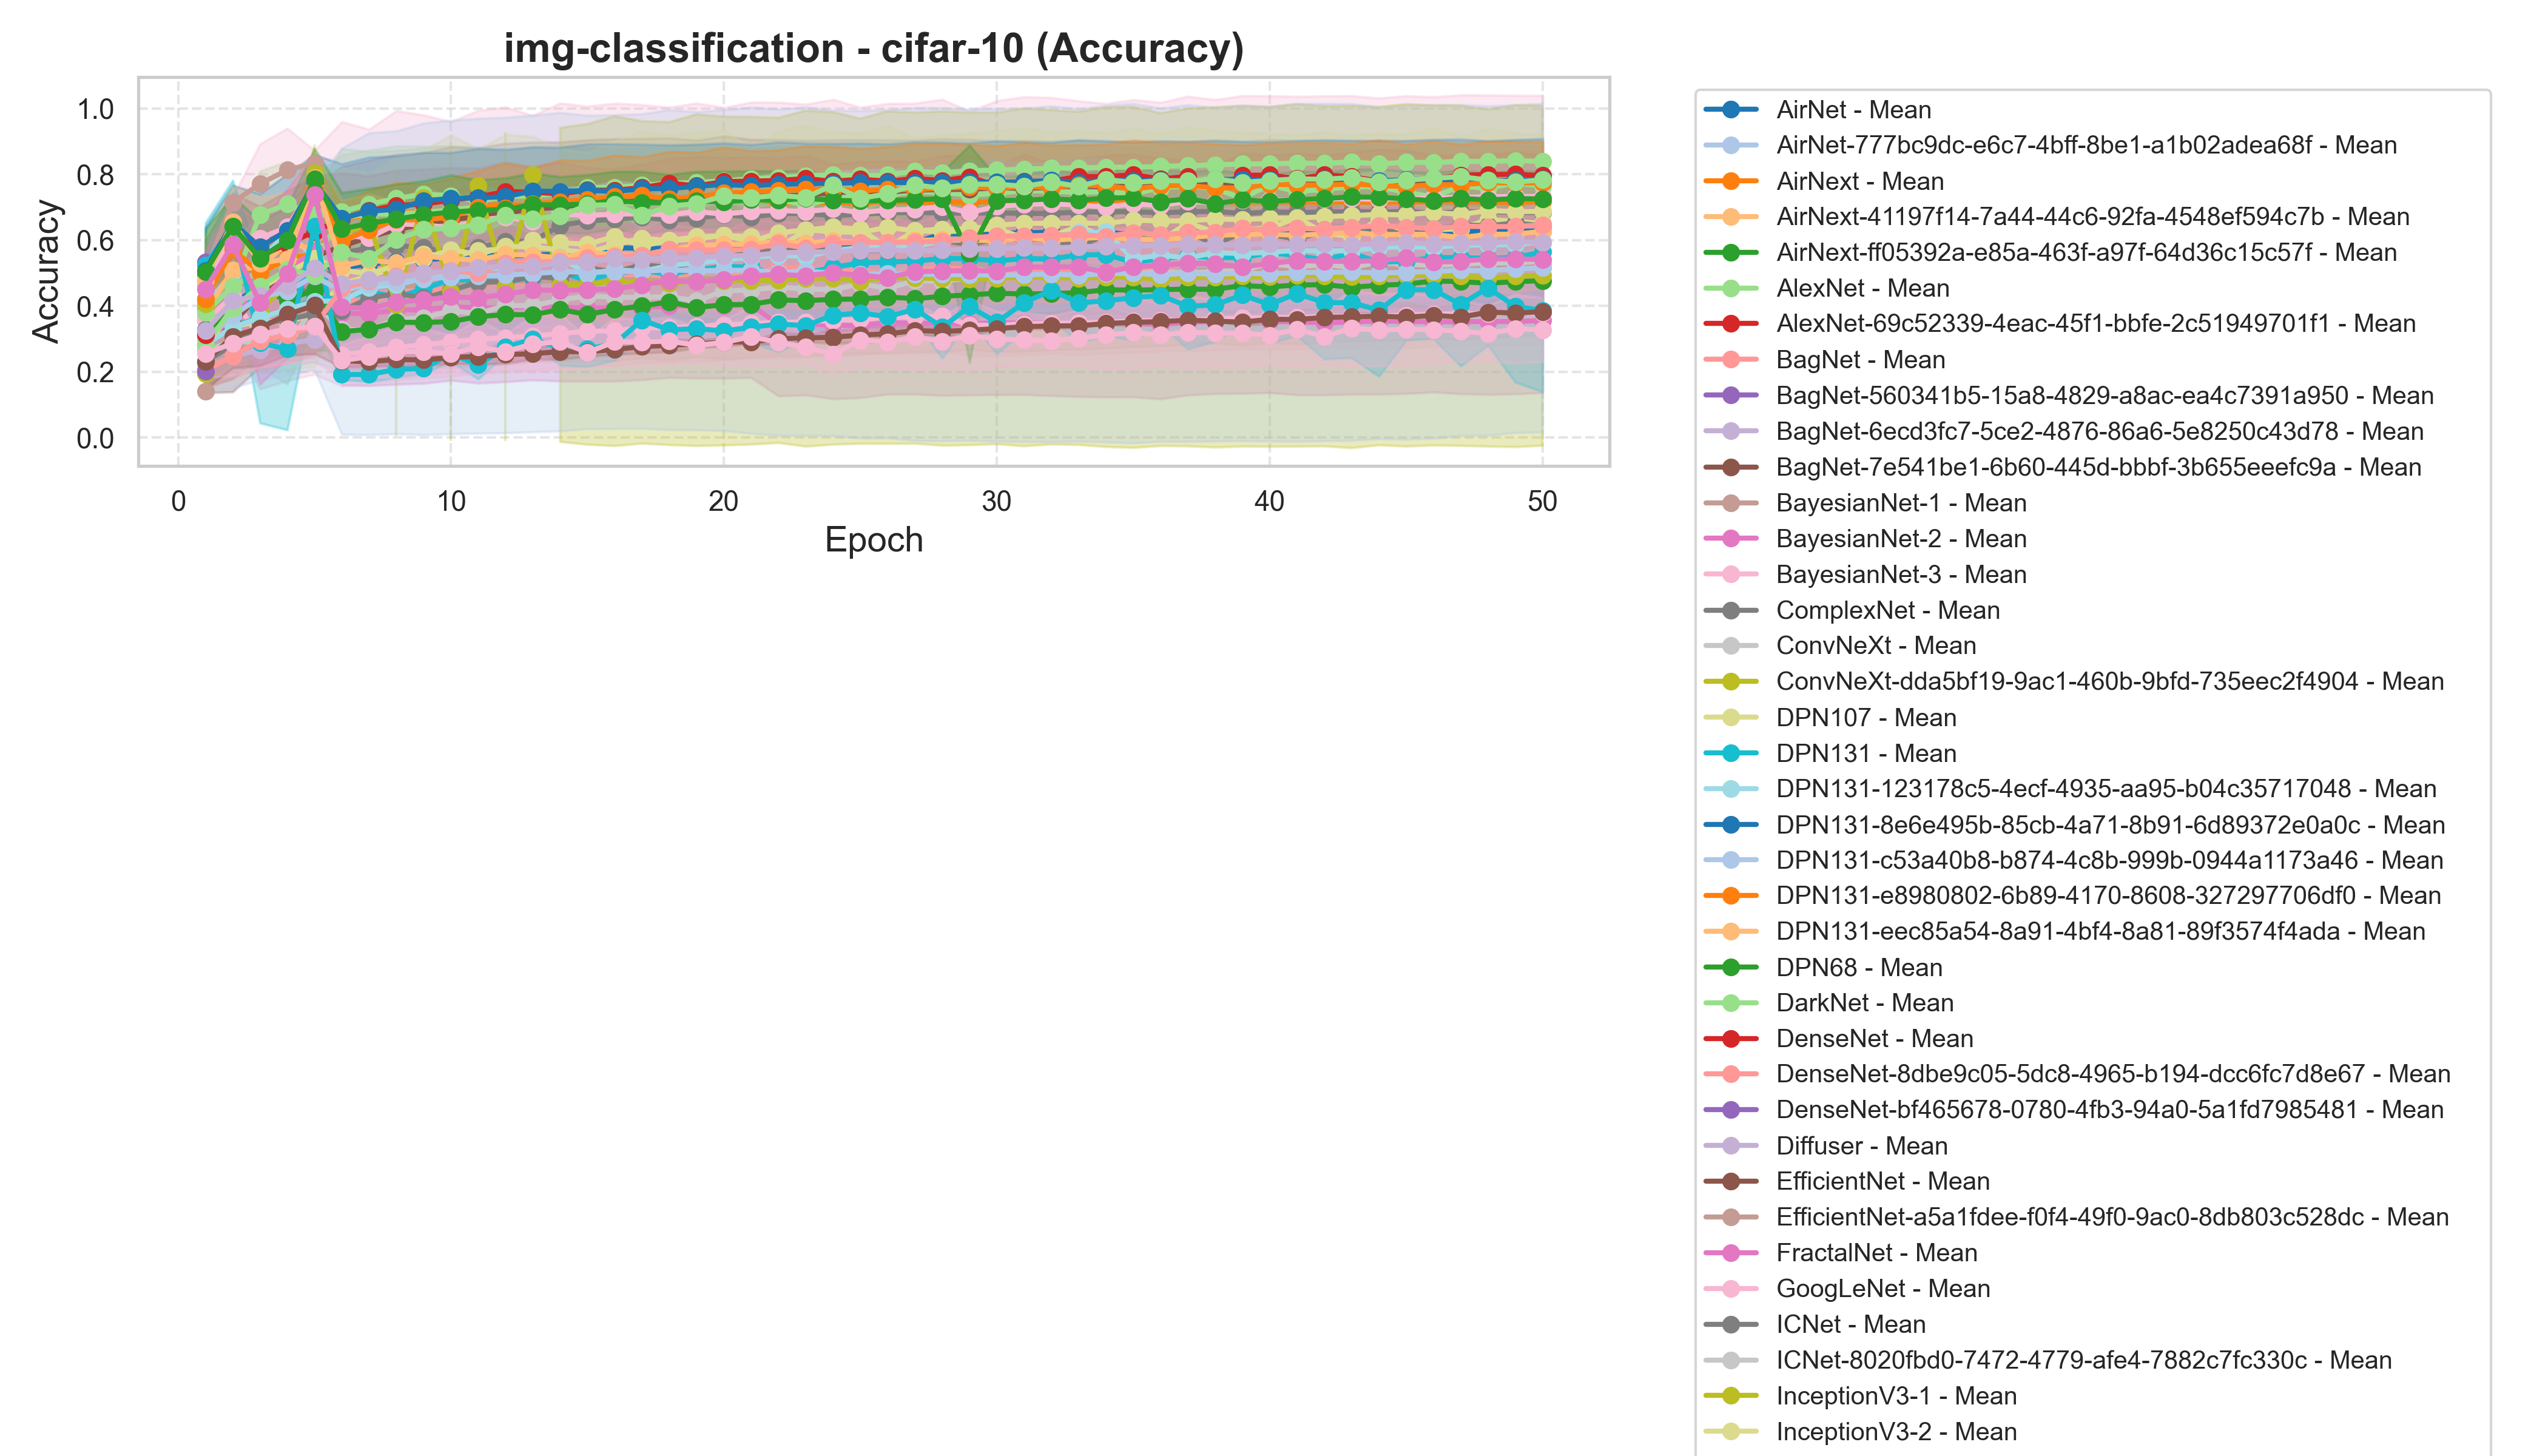 img-classification - cifar-10 (Accuracy)
1.0
0.8
0.6
0.4
0.2
0.0
Accuracy
0 10 20 30 40 50
Epoch
AirNet - Mean
AirNet-777bc9dc-e6c7-4bff-8be1-a1b02adea68f - Mean
AirNext - Mean
AirNext-41197f14-7a44-44c6-92fa-4548ef594c7b - Mean
AirNext-ff05392a-e85a-463f-a97f-64d36c15c57f - Mean
AlexNet - Mean
AlexNet-69c52339-4eac-45f1-bbfe-2c51949701f1 - Mean
BagNet - Mean
BagNet-560341b5-15a8-4829-a8ac-ea4c7391a950 - Mean
BagNet-6ecd3fc7-5ce2-4876-86a6-5e8250c43d78 - Mean
BagNet-7e541be1-6b60-445d-bbbf-3b655eeefc9a - Mean
BayesianNet-1 - Mean
BayesianNet-2 - Mean
BayesianNet-3 - Mean
ComplexNet - Mean
ConvNeXt - Mean
ConvNeXt-dda5bf19-9ac1-460b-9bfd-735eec2f4904 - Mean
DPN107 - Mean
DPN131 - Mean
DPN131-123178c5-4ecf-4935-aa95-b04c35717048 - Mean
DPN131-8e6e495b-85cb-4a71-8b91-6d89372e0a0c - Mean
DPN131-c53a40b8-b874-4c8b-999b-0944a1173a46 - Mean
DPN131-e8980802-6b89-4170-8608-327297706df0 - Mean
DPN131-eec85a54-8a91-4bf4-8a81-89f3574f4ada - Mean
DPN68 - Mean
DarkNet - Mean
DenseNet - Mean
DenseNet-8dbe9c05-5dc8-4965-b194-dcc6fc7d8e67 - Mean
DenseNet-bf465678-0780-4fb3-94a0-5a1fd7985481 - Mean
Diffuser - Mean
EfficientNet - Mean
EfficientNet-a5a1fdee-f0f4-49f0-9ac0-8db803c528dc - Mean
FractalNet - Mean
GoogLeNet - Mean
ICNet - Mean
ICNet-8020fbd0-7472-4779-afe4-7882c7fc330c - Mean
InceptionV3-1 - Mean
InceptionV3-2 - Mean